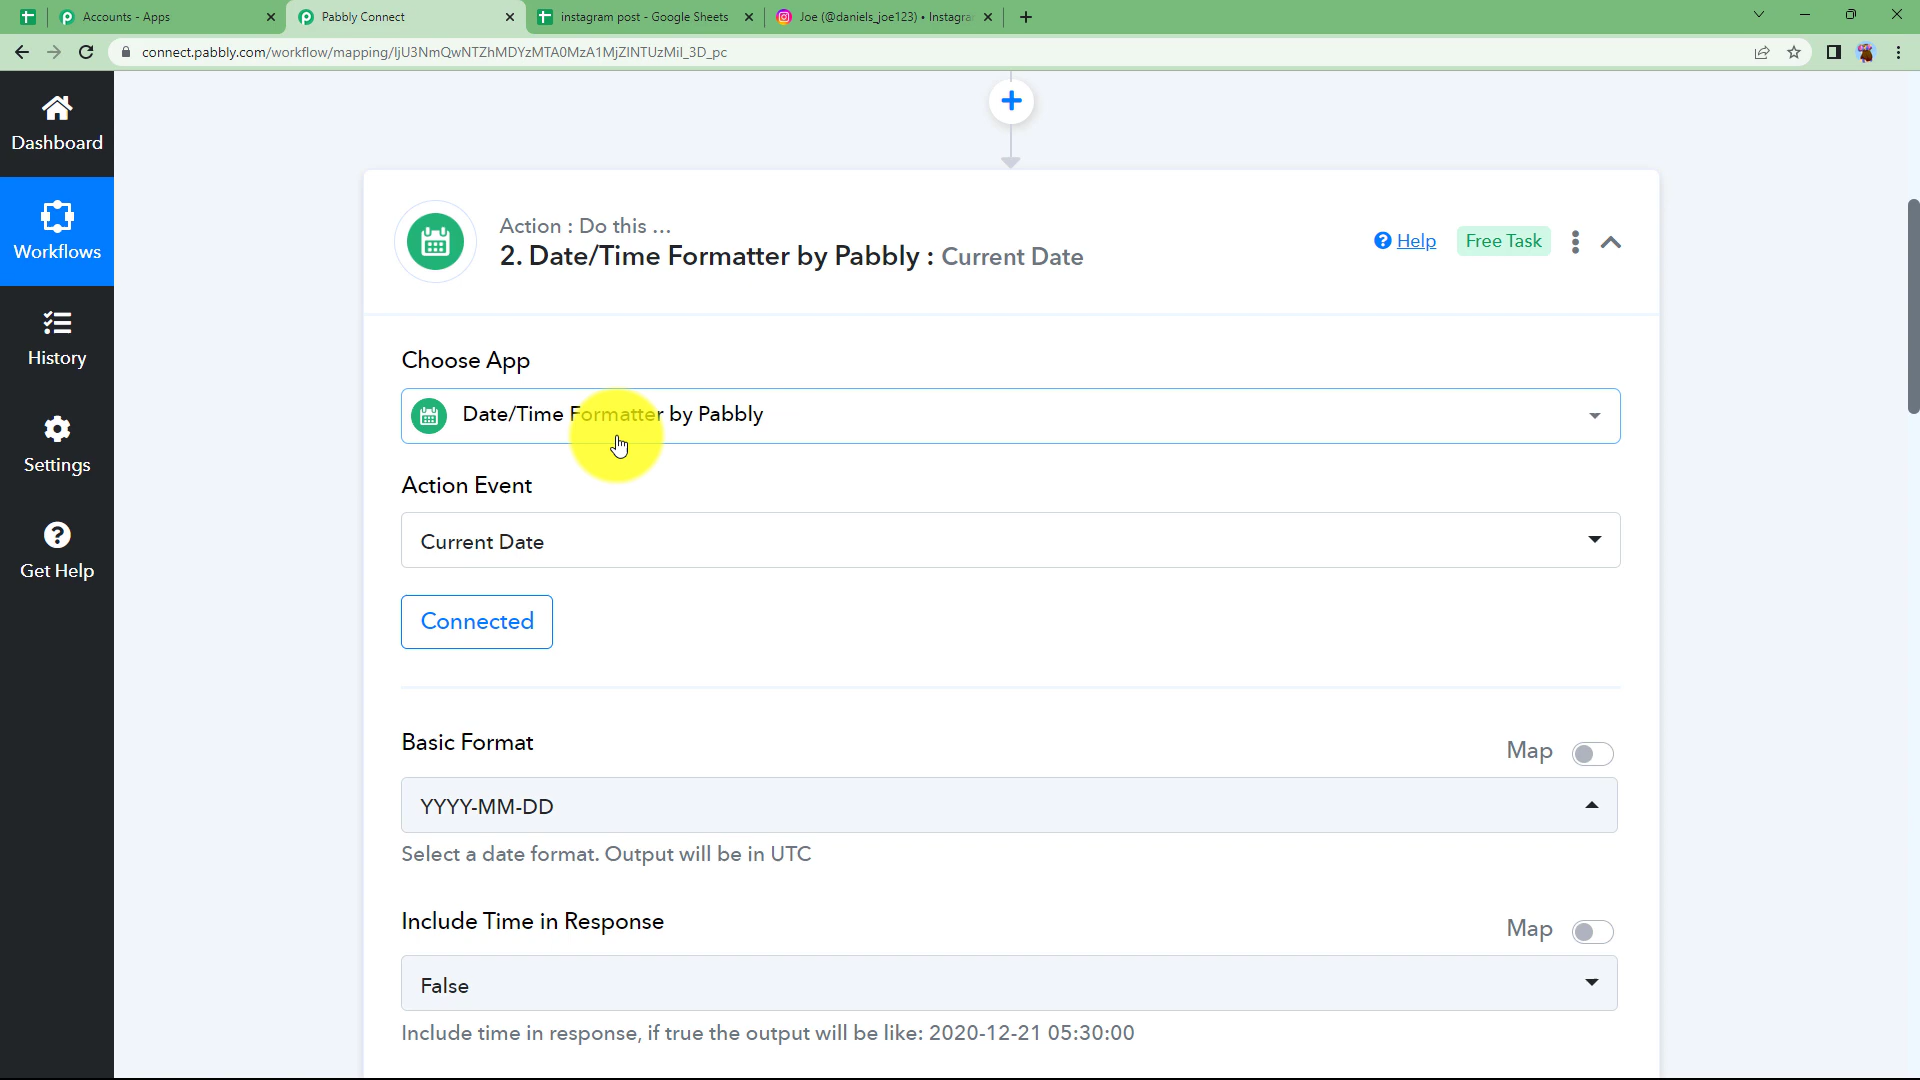 Accounts - Apps
Pabbly Connect
instagram post - Google Sheets
Joe (@daniels_joe123) • Instagra
connect.pabbly.com/workflow/mapping/IjU3NmQwNTZhMDYzMTA0MzA1MjZlNTUzMiI_3D_pc
Dashboard
Workflows
History
Settings
Get Help
Action : Do this ...
2. Date/Time Formatter by Pabbly : Current Date
Help
Free Task
Choose App
Date/Time Formatter by Pabbly
Action Event
Current Date
Connected
Basic Format
Map
YYYY-MM-DD
Select a date format. Output will be in UTC
Include Time in Response
Map
False
Include time in response, if true the output will be like: 2020-12-21 05:30:00